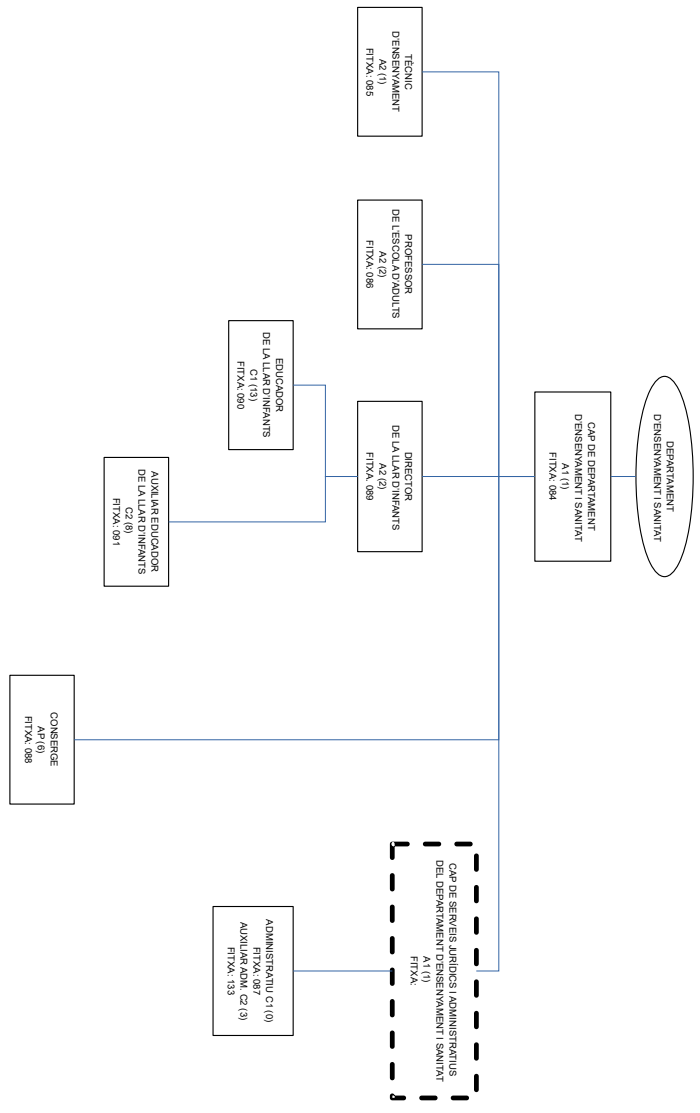 DEPARTAMENT
D'ENSENYAMENT I SANITAT
CAP DE DEPARTAMENT
D'ENSENYAMENT I SANITAT
A1 (1)
FITXA: 084
TÈCNIC
D'ENSENYAMENT
A2 (1)
FITXA: 085
PROFESSOR
DE L'ESCOLA D'ADULTS
A2 (2)
FITXA: 086
DIRECTOR
DE LA LLAR D'INFANTS
A2 (2)
FITXA. 089
EDUCADOR
DE LA LLAR D'INFANTS
C1 (13)
FITXA: 090
AUXILIAR EDUCADOR
DE LA LLAR D'INFANTS
C2 (8)
FITXA: 091
CONSERGE
AP (6)
FITXA: 088
CAP DE SERVEIS JURÍDICS I ADMINISTRATIUS
DEL DEPARTAMENT D'ENSENYAMENT I SANITAT
A1 (1)
FITXA:
ADMINISTRATIU C1 (0)
FITXA: 087
AUXILIAR ADM. C2 (3)
FITXA: 133